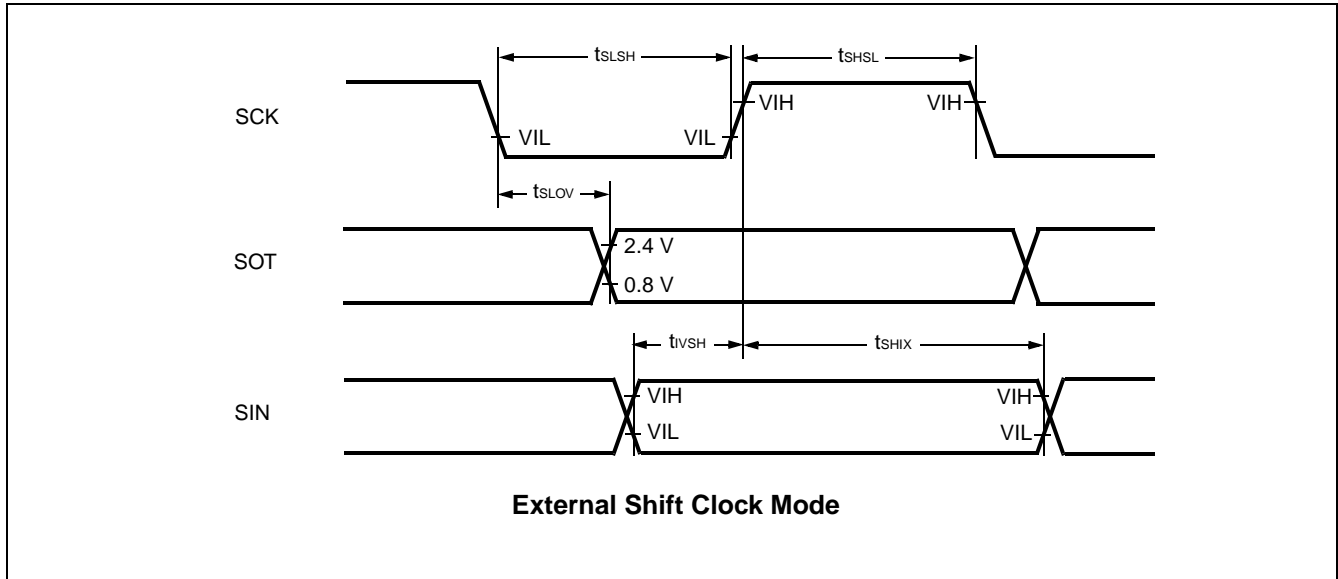 tSLSH
tSHSL
SCK
VIH
VIH
VIL
VIL
tSLOV
SOT
2.4 V
0.8 V
tIVSH
tSHIX
SIN
VIH
VIH
VIL
VIL
External Shift Clock Mode